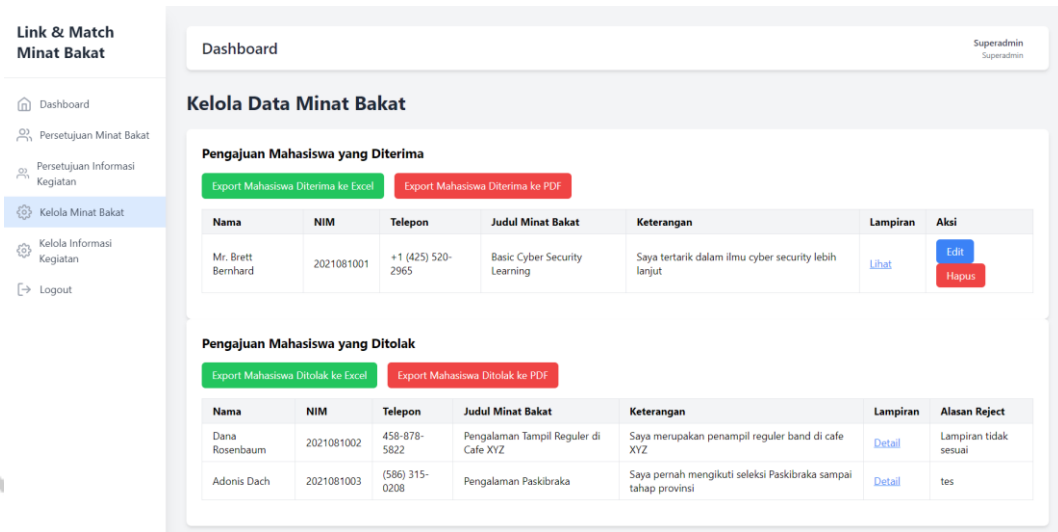 Link & Match
Minat Bakat
Dashboard
Persetujuan Minat Bakat
Persetujuan Informasi
Kegiatan
Kelola Minat Bakat
Kelola Informasi
Kegiatan
Logout
Dashboard
Superadmin
Superadmin
Kelola Data Minat Bakat
Pengajuan Mahasiswa yang Diterima
Export Mahasiswa Diterima ke Excel Export Mahasiswa Diterima ke PDF
Nama NIM Telepon Judul Minat Bakat Keterangan Lampiran Aksi
Mr. Brett Bernhard 2021081001 +1 (425) 520-2965 Basic Cyber Security Learning Saya tertarik dalam ilmu cyber security lebih lanjut Lihat Edit Hapus
Pengajuan Mahasiswa yang Ditolak
Export Mahasiswa Ditolak ke Excel Export Mahasiswa Ditolak ke PDF
Nama NIM Telepon Judul Minat Bakat Keterangan Lampiran Alasan Reject
Dana Rosenbaum 2021081002 458-878-5822 Pengalaman Tampil Reguler di Cafe XYZ Saya merupakan penampil reguler band di cafe XYZ Detail Lampiran tidak sesuai
Adonis Dach 2021081003 (586) 315-0208 Pengalaman Paskibraka Saya pernah mengikuti seleksi Paskibraka sampai tahap provinsi Detail tes